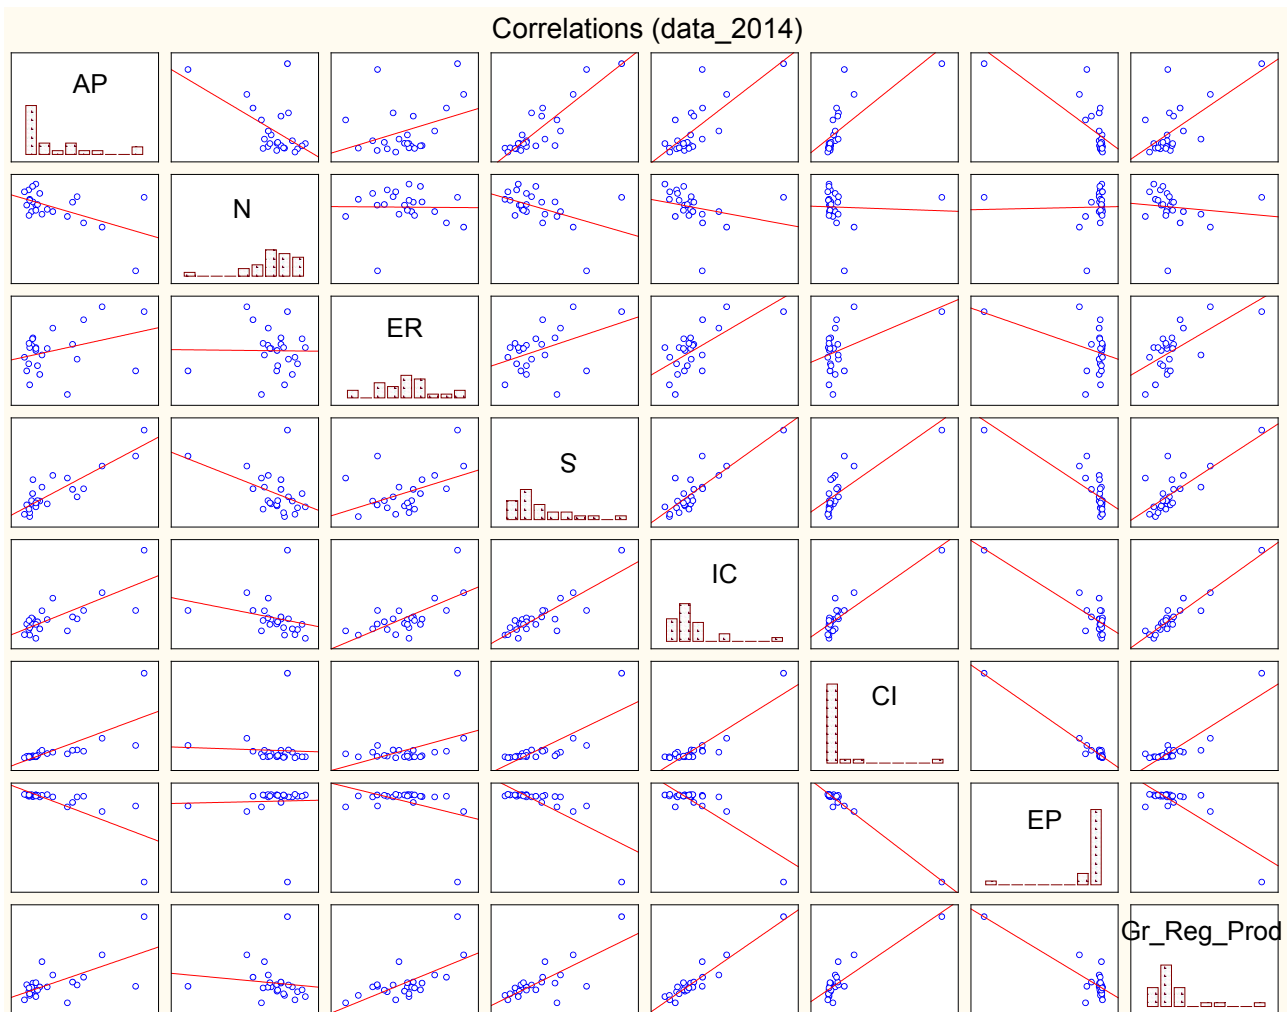 Correlations (data_2014)
AP
N
ER
S
IC
CI
EP
Gr_Reg_Prod